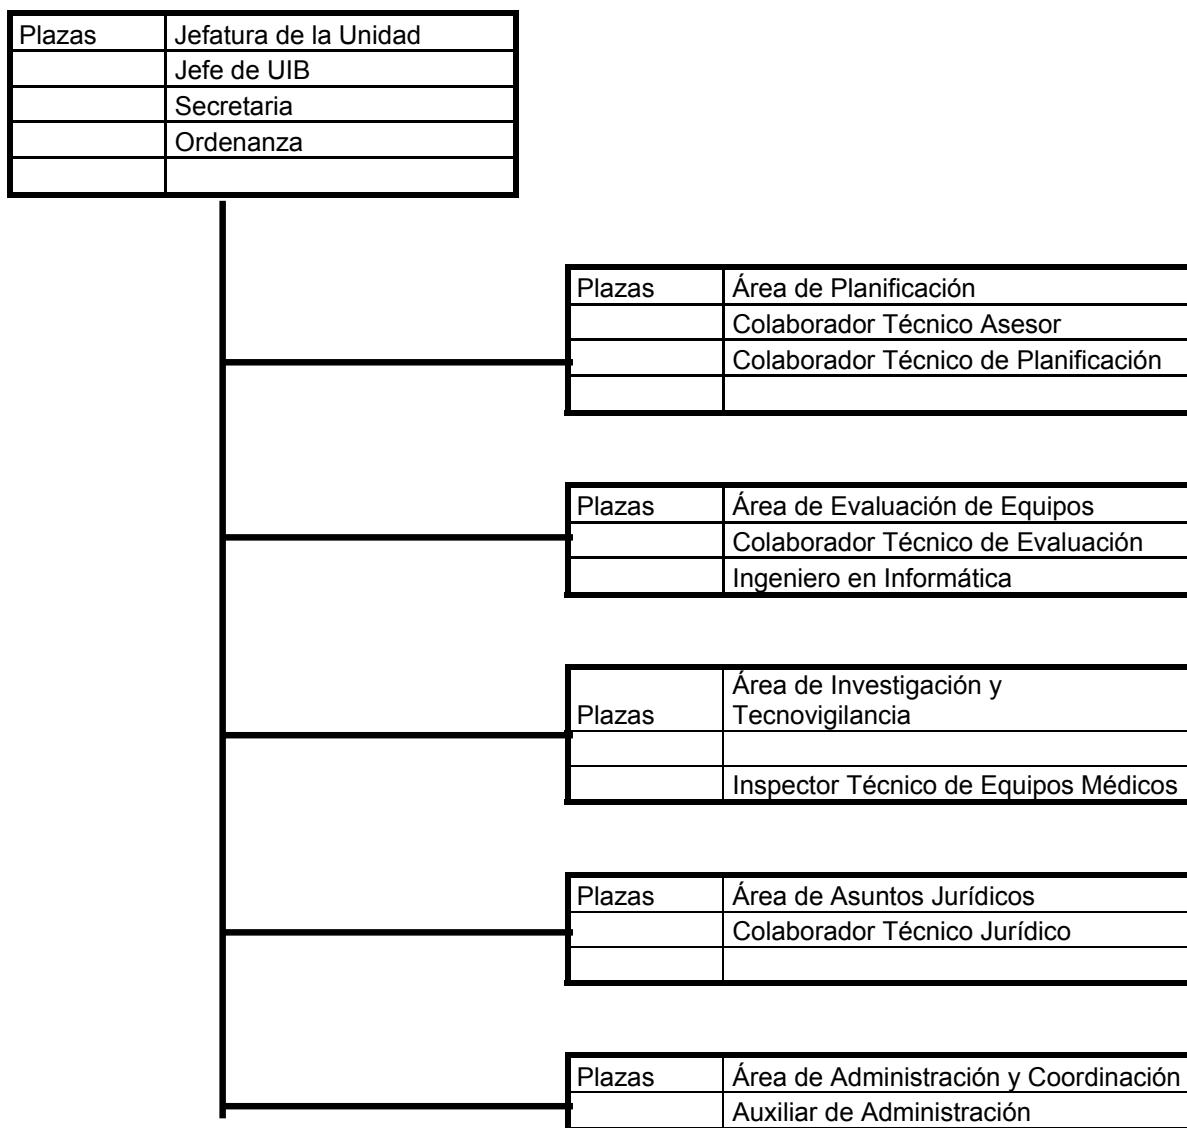 Plazas Jefatura de la Unidad
Jefe de UIB
Secretaria
Ordenanza
Plazas Área de Planificación
Colaborador Técnico Asesor
Colaborador Técnico de Planificación
Plazas Área de Evaluación de Equipos
Colaborador Técnico de Evaluación
Ingeniero en Informática
Área de Investigación y
Plazas Tecnovigilancia
Inspector Técnico de Equipos Médicos
Plazas Área de Asuntos Jurídicos
Colaborador Técnico Jurídico
Plazas Área de Administración y Coordinación
Auxiliar de Administración